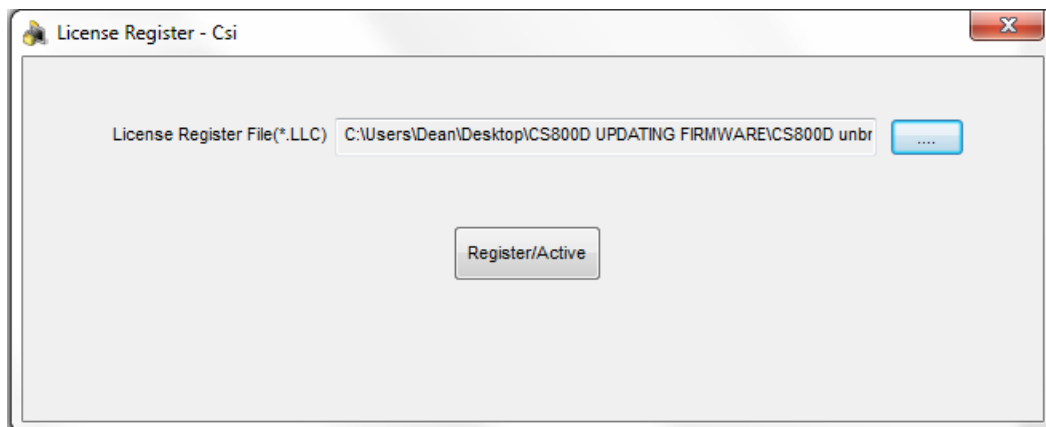 License Register - Csi
License Register File(*.LLC) C:\Users\Dean\Desktop\CS800D UPDATING FIRMWARE\CS800D unbr ....
Register/Active